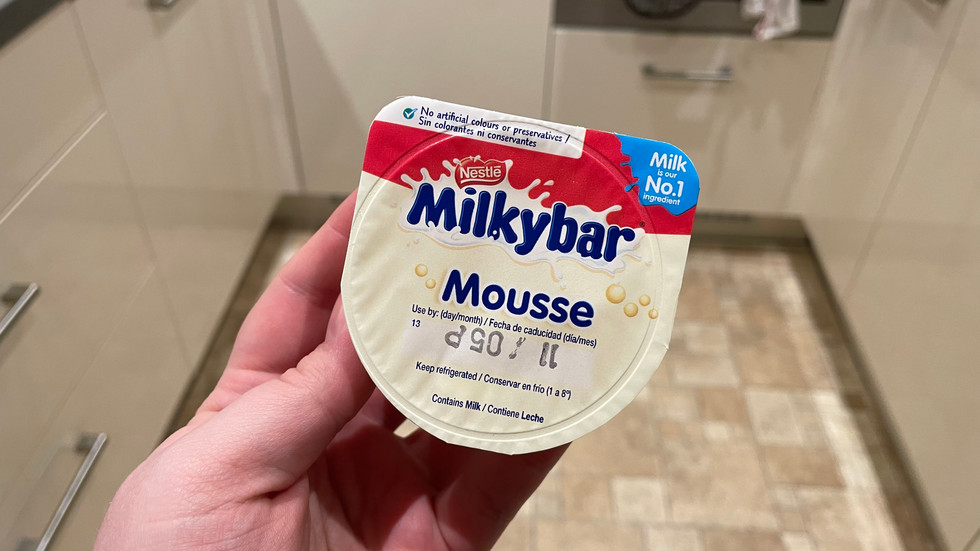 No artificial colours or preservatives /
Sin colorantes ni conservantes
Milk
is our
No.1
ingredient
Nestlé
Milkybar
Mousse
Use by: (day/month) / Fecha de caducidad (día/mes)
13
11 / 05P
Keep refrigerated / Conservar en frío (1 a 8º)
Contains Milk / Contiene Leche